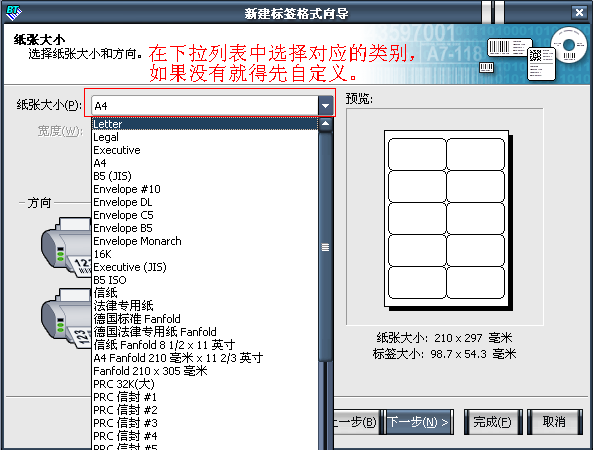 BT
新建标签格式向导
纸张大小
选择纸张大小和方向。
在下拉列表中选择对应的类别，
如果没有就得先自定义。
纸张大小(P):
A4
预览:
宽度(W):
Letter
Legal
Executive
A4
B5 (JIS)
Envelope #10
Envelope DL
Envelope C5
Envelope B5
Envelope Monarch
16K
Executive (JIS)
B5 ISO
信纸
法律专用纸
德国标准 Fanfold
德国法律专用纸 Fanfold
信纸 Fanfold 8 1/2 x 11 英寸
A4 Fanfold 210 毫米 x 11 2/3 英寸
Fanfold 210 x 305 毫米
PRC 32K(大)
PRC 信封 #1
PRC 信封 #2
PRC 信封 #3
PRC 信封 #4
PRC 信封 #5
方向
纸张大小: 210 x 297 毫米
标签大小: 98.7 x 54.3 毫米
上一步(B)
下一步(N) >
完成(F)
取消